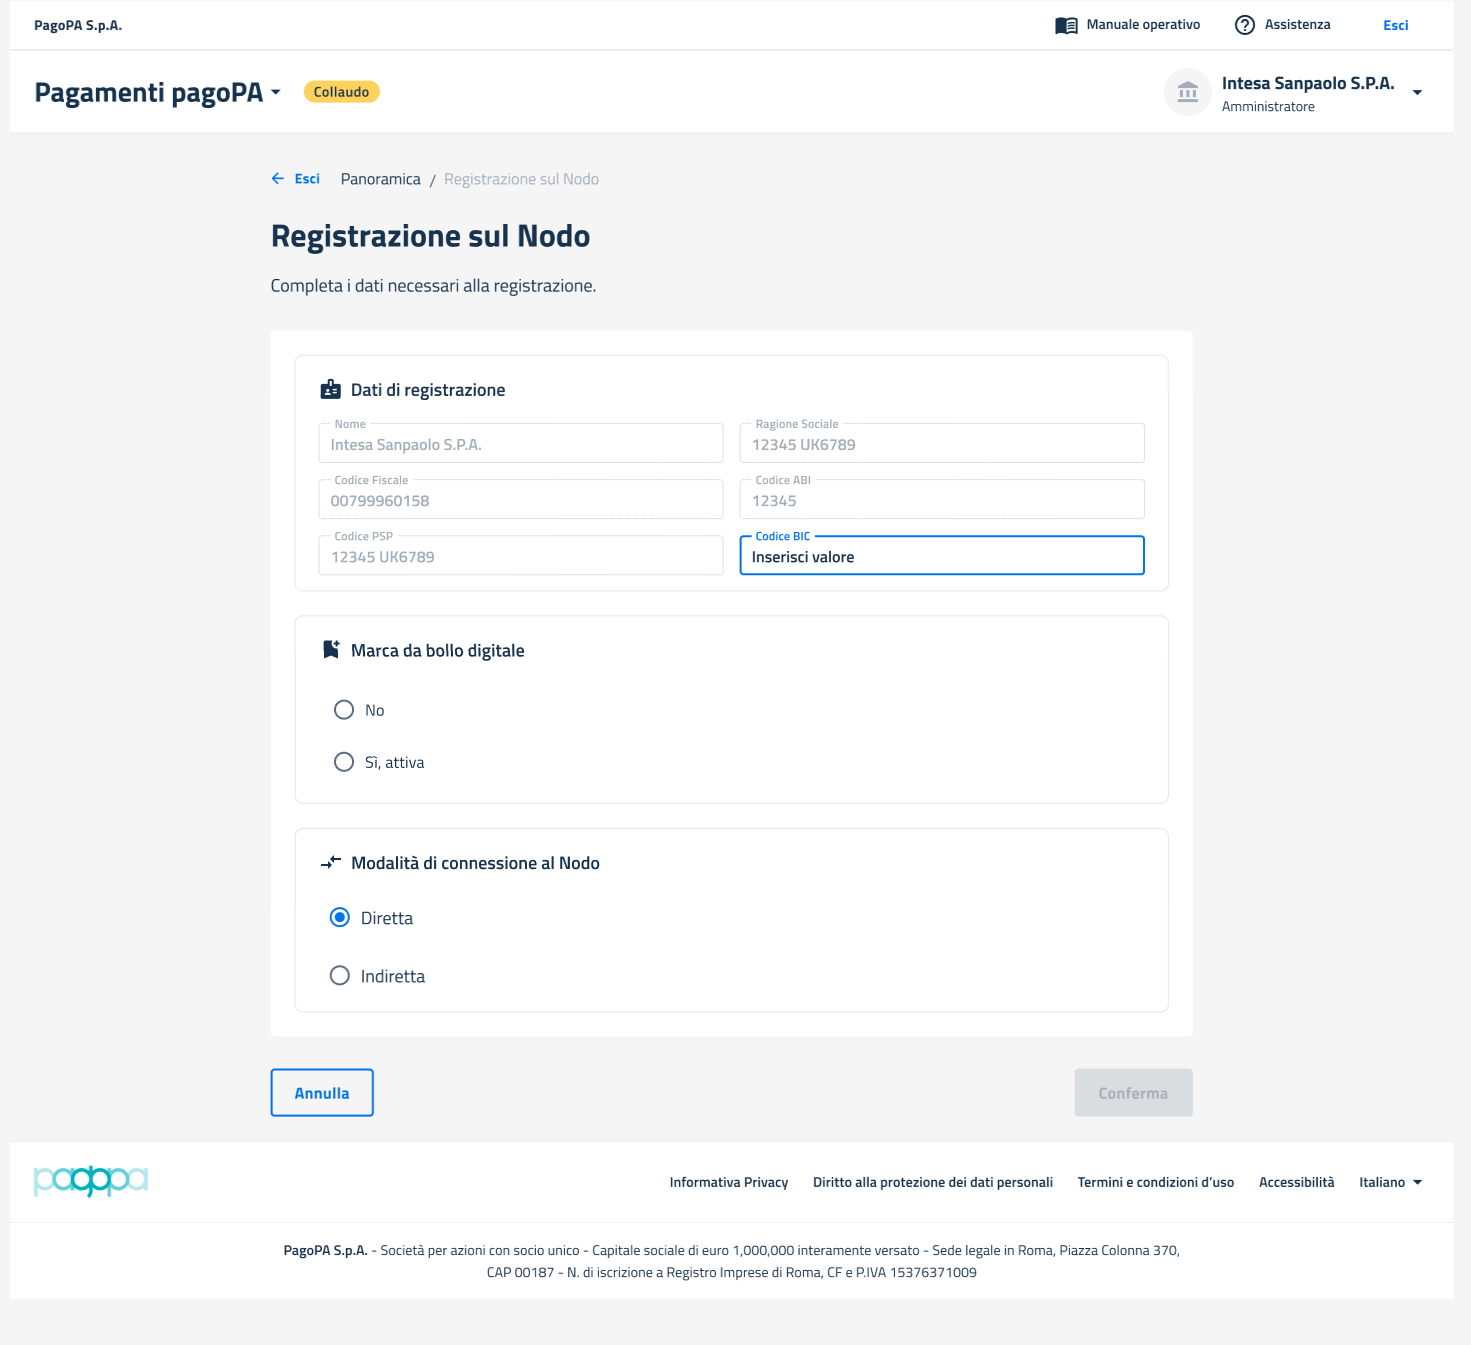 PagoPA S.p.A.
Manuale operativo
Assistenza
Esci
Pagamenti pagoPA
Collaudo
Intesa Sanpaolo S.P.A.
Amministratore
Esci
Panoramica / Registrazione sul Nodo
Registrazione sul Nodo
Completa i dati necessari alla registrazione.
Dati di registrazione
Nome
Intesa Sanpaolo S.P.A.
Ragione Sociale
12345 UK6789
Codice Fiscale
00799960158
Codice ABI
12345
Codice PSP
12345 UK6789
Codice BIC
Inserisci valore
Marca da bollo digitale
No
Sì, attiva
Modalità di connessione al Nodo
Diretta
Indiretta
Annulla
Conferma
pagopa
Informativa Privacy
Diritto alla protezione dei dati personali
Termini e condizioni d’uso
Accessibilità
Italiano
PagoPA S.p.A. - Società per azioni con socio unico - Capitale sociale di euro 1,000,000 interamente versato - Sede legale in Roma, Piazza Colonna 370,
CAP 00187 - N. di iscrizione a Registro Imprese di Roma, CF e P.IVA 15376371009